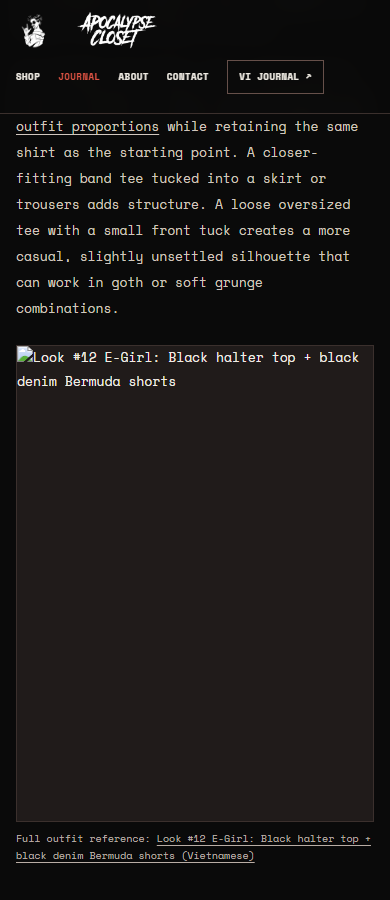 APOCALYPSE
CLOSET
SHOP JOURNAL ABOUT CONTACT VI JOURNAL ↗
outfit proportions while retaining the same
shirt as the starting point. A closer-
fitting band tee tucked into a skirt or
trousers adds structure. A loose oversized
tee with a small front tuck creates a more
casual, slightly unsettled silhouette that
can work in goth or soft grunge
combinations.
Look #12 E-Girl: Black halter top + black
denim Bermuda shorts
Full outfit reference: Look #12 E-Girl: Black halter top +
black denim Bermuda shorts (Vietnamese)